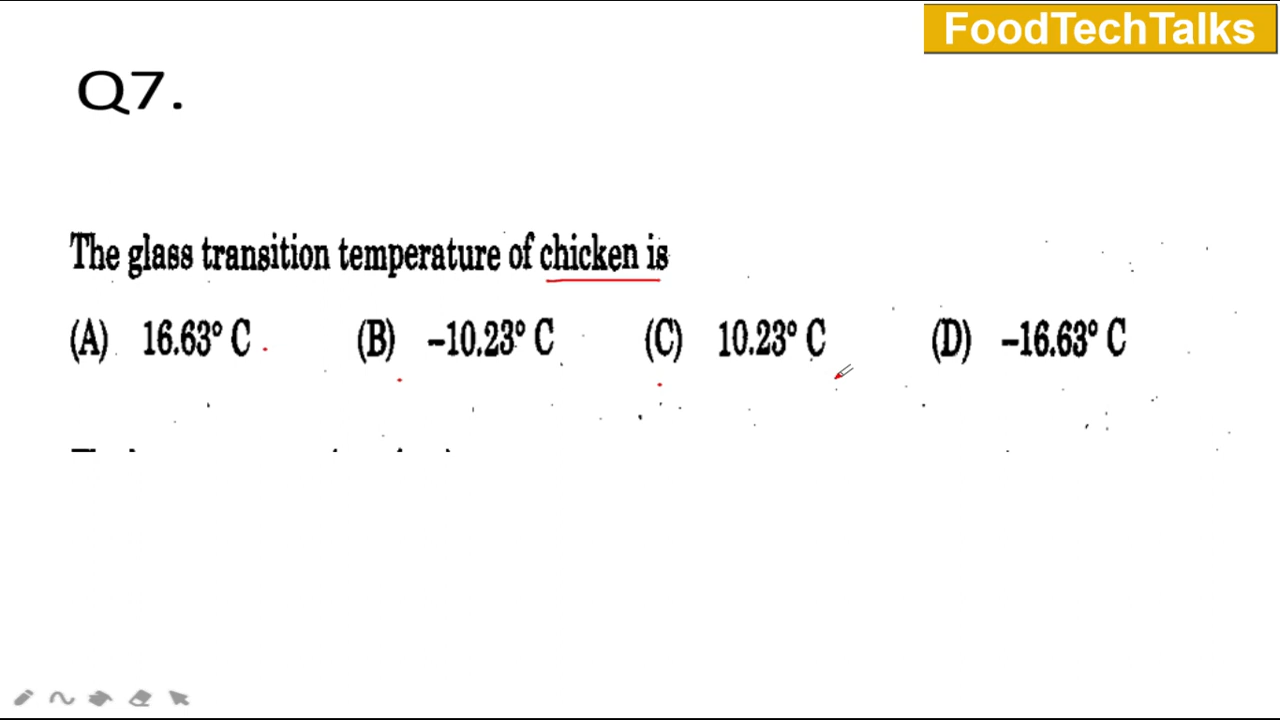 FoodTechTalks
Q7.
The glass transition temperature of chicken is
(A) 16.63° C (B) –10.23° C (C) 10.23° C (D) –16.63° C